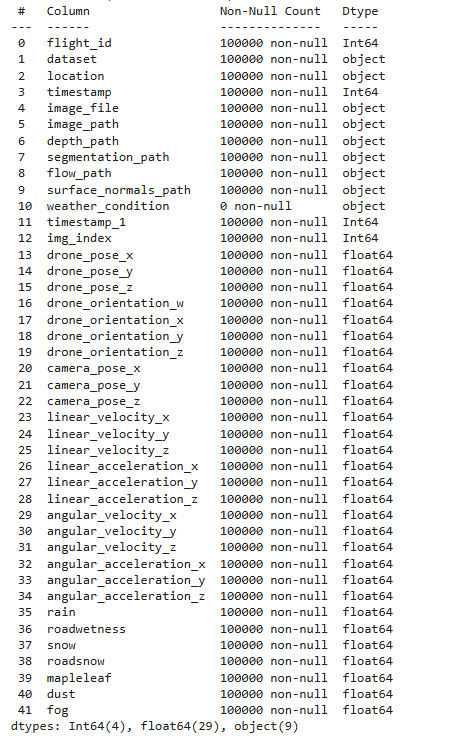 #   Column                  Non-Null Count   Dtype
---  ------                  --------------   -----
0   flight_id               100000 non-null  Int64
1   dataset                 100000 non-null  object
2   location                100000 non-null  object
3   timestamp               100000 non-null  Int64
4   image_file              100000 non-null  object
5   image_path              100000 non-null  object
6   depth_path              100000 non-null  object
7   segmentation_path       100000 non-null  object
8   flow_path               100000 non-null  object
9   surface_normals_path    100000 non-null  object
10  weather_condition       0 non-null       object
11  timestamp_1             100000 non-null  Int64
12  img_index               100000 non-null  Int64
13  drone_pose_x            100000 non-null  float64
14  drone_pose_y            100000 non-null  float64
15  drone_pose_z            100000 non-null  float64
16  drone_orientation_w     100000 non-null  float64
17  drone_orientation_x     100000 non-null  float64
18  drone_orientation_y     100000 non-null  float64
19  drone_orientation_z     100000 non-null  float64
20  camera_pose_x           100000 non-null  float64
21  camera_pose_y           100000 non-null  float64
22  camera_pose_z           100000 non-null  float64
23  linear_velocity_x       100000 non-null  float64
24  linear_velocity_y       100000 non-null  float64
25  linear_velocity_z       100000 non-null  float64
26  linear_acceleration_x   100000 non-null  float64
27  linear_acceleration_y   100000 non-null  float64
28  linear_acceleration_z   100000 non-null  float64
29  angular_velocity_x      100000 non-null  float64
30  angular_velocity_y      100000 non-null  float64
31  angular_velocity_z      100000 non-null  float64
32  angular_acceleration_x  100000 non-null  float64
33  angular_acceleration_y  100000 non-null  float64
34  angular_acceleration_z  100000 non-null  float64
35  rain                    100000 non-null  float64
36  roadwetness             100000 non-null  float64
37  snow                    100000 non-null  float64
38  roadsnow                100000 non-null  float64
39  mapleleaf               100000 non-null  float64
40  dust                    100000 non-null  float64
41  fog                     100000 non-null  float64
dtypes: Int64(4), float64(29), object(9)